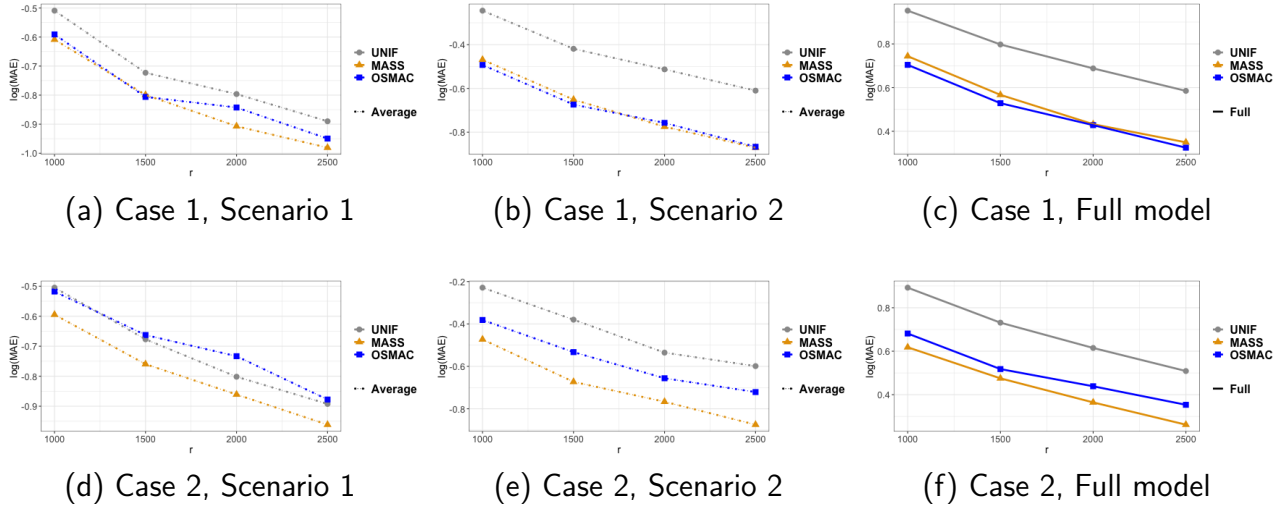 -0.5
-0.6
-0.7
-0.8
-0.9
-1.0
log(MAE)
1000 1500 2000 2500
r
UNIF
MASS
OSMAC
Average
(a) Case 1, Scenario 1
-0.4
-0.6
-0.8
log(MAE)
1000 1500 2000 2500
r
UNIF
MASS
OSMAC
Average
(b) Case 1, Scenario 2
0.8
0.6
0.4
log(MAE)
1000 1500 2000 2500
r
UNIF
MASS
OSMAC
Full
(c) Case 1, Full model
-0.5
-0.6
-0.7
-0.8
-0.9
log(MAE)
1000 1500 2000 2500
r
UNIF
MASS
OSMAC
Average
(d) Case 2, Scenario 1
-0.2
-0.4
-0.6
-0.8
log(MAE)
1000 1500 2000 2500
r
UNIF
MASS
OSMAC
Average
(e) Case 2, Scenario 2
0.8
0.6
0.4
log(MAE)
1000 1500 2000 2500
r
UNIF
MASS
OSMAC
Full
(f) Case 2, Full model